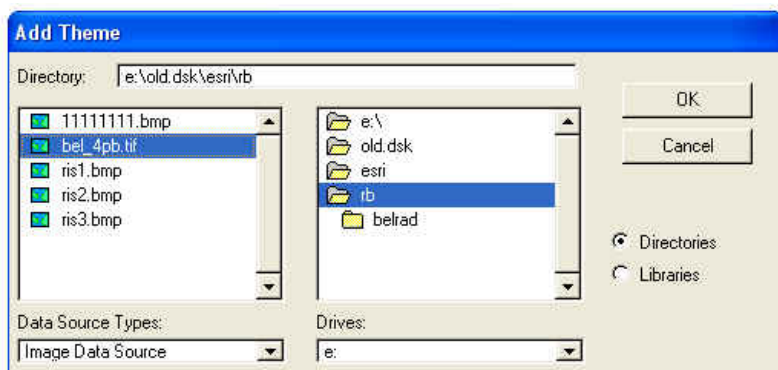 Add Theme
Directory: e:\old.dsk\esri\rb
OK
Cancel
11111111.bmp
bel_4pb.tif
ris1.bmp
ris2.bmp
ris3.bmp
e:\
old.dsk
esri
rb
belrad
Directories
Libraries
Data Source Types:
Image Data Source
Drives:
e: